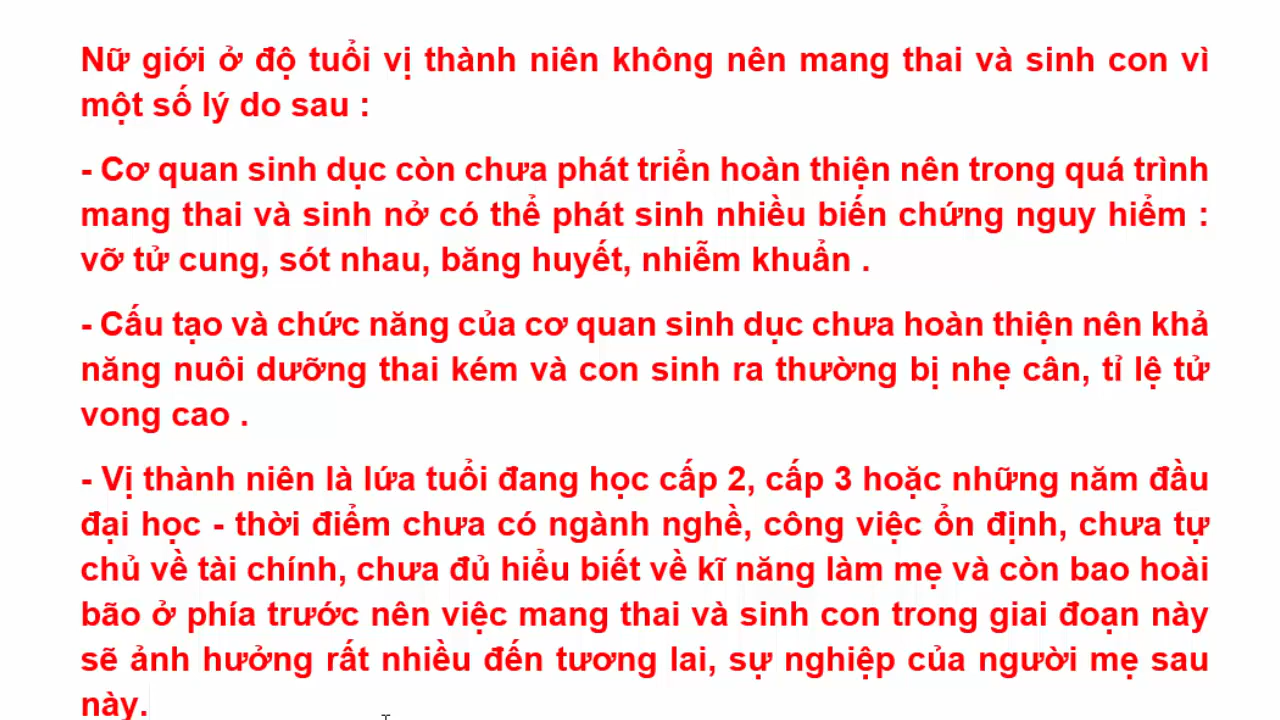 Nữ giới ở độ tuổi vị thành niên không nên mang thai và sinh con vì
một số lý do sau :
- Cơ quan sinh dục còn chưa phát triển hoàn thiện nên trong quá trình
mang thai và sinh nở có thể phát sinh nhiều biến chứng nguy hiểm :
vỡ tử cung, sót nhau, băng huyết, nhiễm khuẩn .
- Cấu tạo và chức năng của cơ quan sinh dục chưa hoàn thiện nên khả
năng nuôi dưỡng thai kém và con sinh ra thường bị nhẹ cân, tỉ lệ tử
vong cao .
- Vị thành niên là lứa tuổi đang học cấp 2, cấp 3 hoặc những năm đầu
đại học - thời điểm chưa có ngành nghề, công việc ổn định, chưa tự
chủ về tài chính, chưa đủ hiểu biết về kĩ năng làm mẹ và còn bao hoài
bão ở phía trước nên việc mang thai và sinh con trong giai đoạn này
sẽ ảnh hưởng rất nhiều đến tương lai, sự nghiệp của người mẹ sau
này.